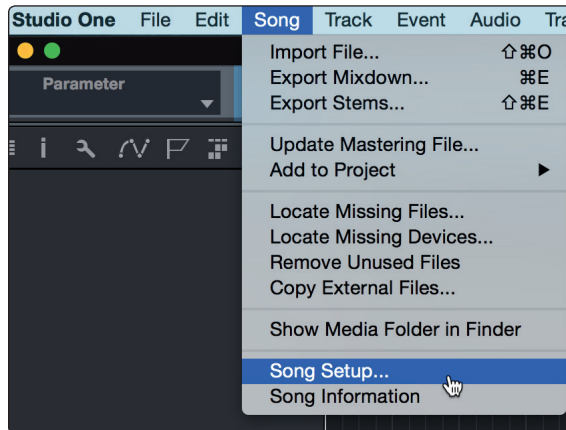 Studio One File Edit Song Track Event Audio
Parameter
Import File... ⇧⌘O
Export Mixdown... ⌘E
Export Stems... ⇧⌘E
Update Mastering File...
Add to Project
Locate Missing Files...
Locate Missing Devices...
Remove Unused Files
Copy External Files...
Show Media Folder in Finder
Song Setup...
Song Information